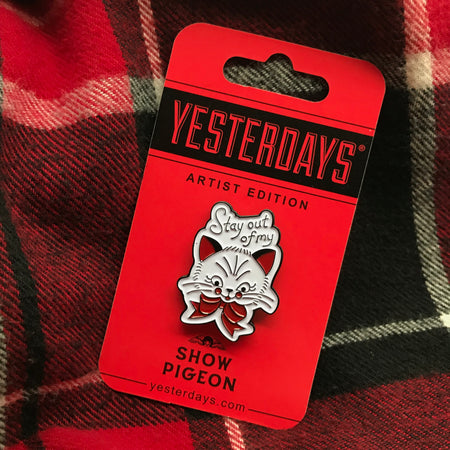 YESTERDAYS®
ARTIST EDITION
Stay out
of my
SHOW
PIGEON
yesterdays.com